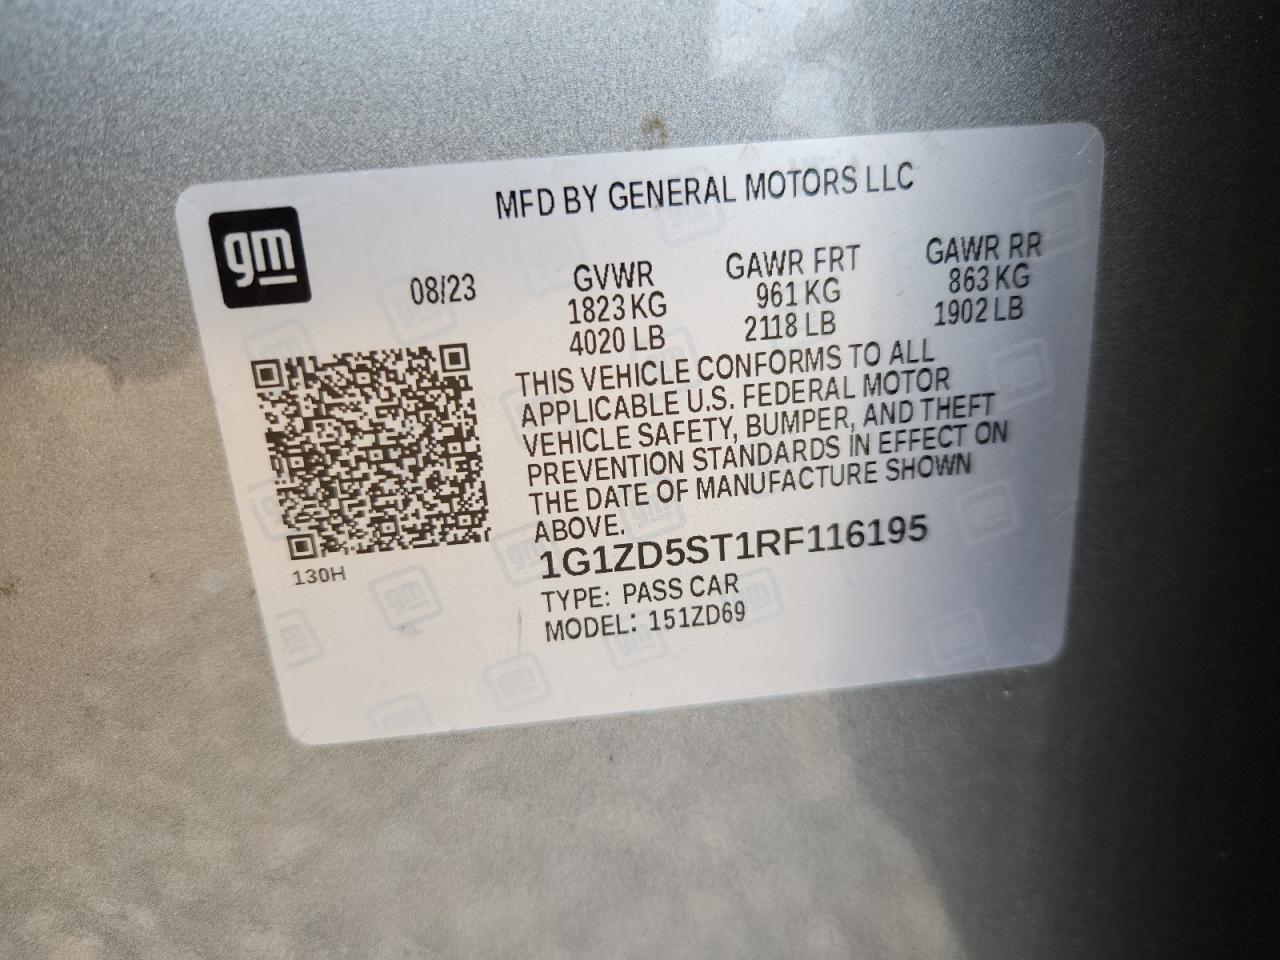 MFD BY GENERAL MOTORS LLC
gm
08/23
GVWR GAWR FRT GAWR RR
1823 KG 961 KG 863 KG
4020 LB 2118 LB 1902 LB
THIS VEHICLE CONFORMS TO ALL
APPLICABLE U.S. FEDERAL MOTOR
VEHICLE SAFETY, BUMPER, AND THEFT
PREVENTION STANDARDS IN EFFECT ON
THE DATE OF MANUFACTURE SHOWN
ABOVE.
1G1ZD5ST1RF116195
TYPE: PASS CAR
MODEL: 151ZD69
130H